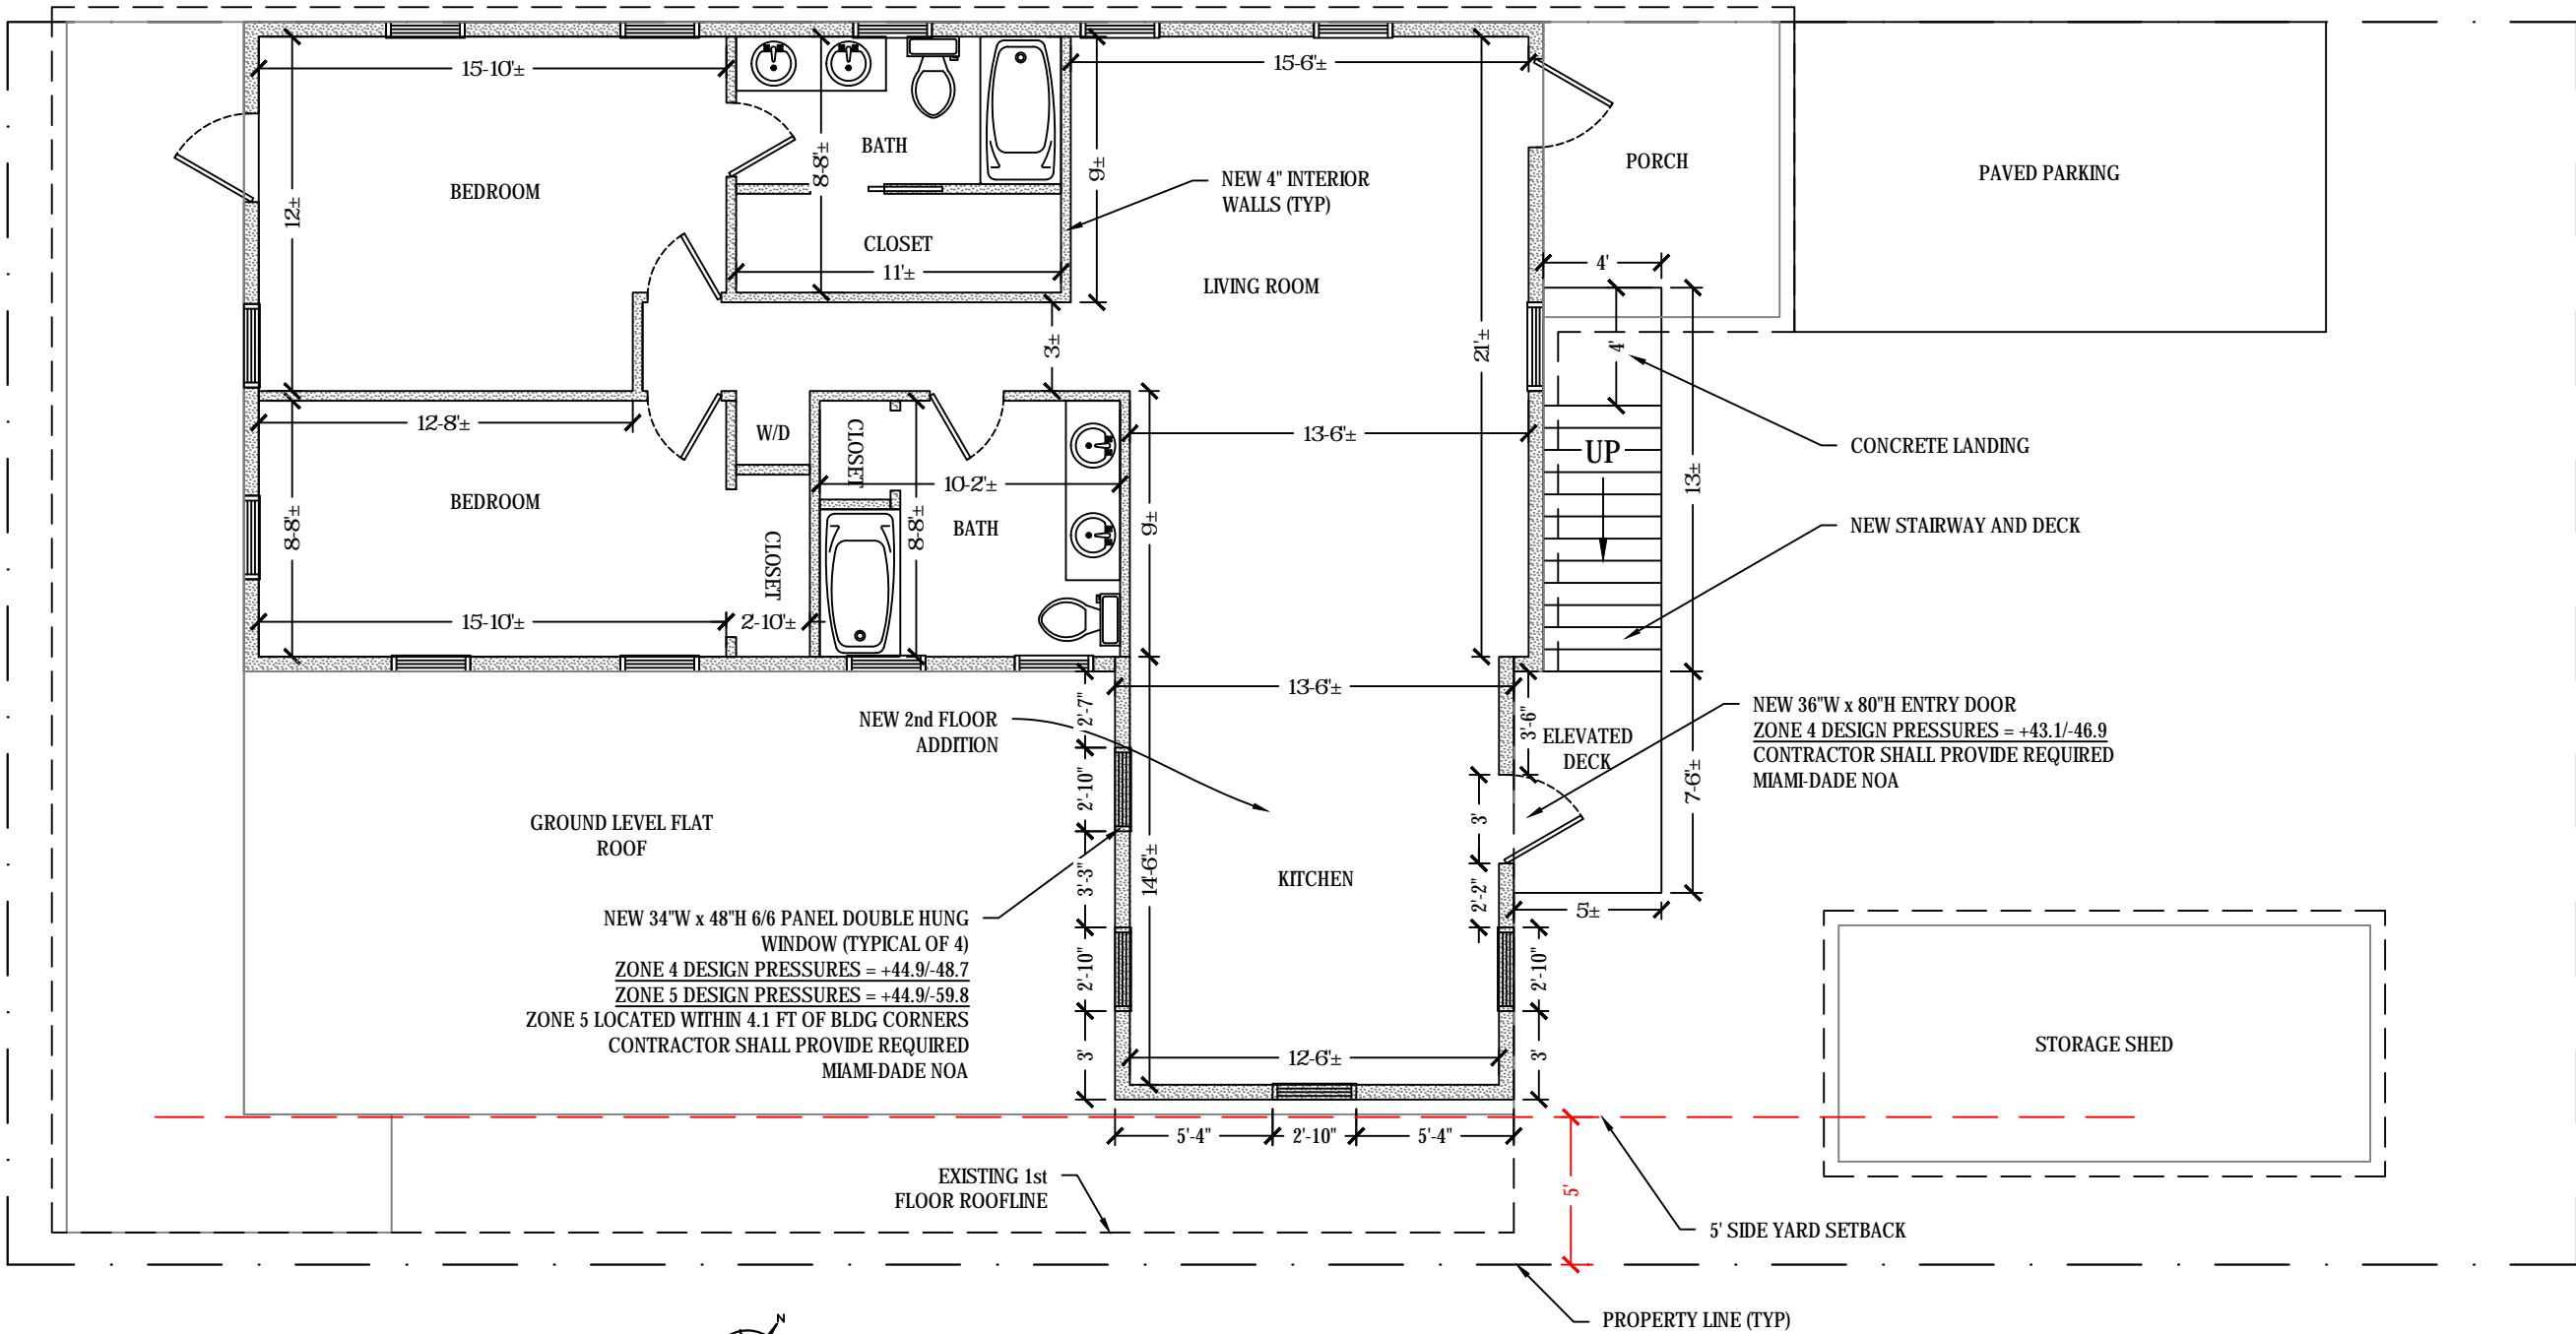 15'-10"±
15'-6"±
BATH
8'-8"±
9'±
PORCH
PAVED PARKING
BEDROOM
12'±
NEW 4" INTERIOR
WALLS (TYP)
CLOSET
11'±
LIVING ROOM
4'
4'
3'±
21'±
12'-8"±
W/D
CLOSET
13'-6"±
UP
13'±
CONCRETE LANDING
10'-2"±
BEDROOM
8'-8"±
8'-8"±
BATH
9'±
NEW STAIRWAY AND DECK
CLOSET
15'-10"±
2'-10"±
13'-6"±
2'-7"
3'-6"
NEW 2nd FLOOR
ADDITION
ELEVATED
DECK
NEW 36"W x 80"H ENTRY DOOR
ZONE 4 DESIGN PRESSURES = +43.1/-46.9
CONTRACTOR SHALL PROVIDE REQUIRED
MIAMI-DADE NOA
7'-6"±
2'-10"
3'
GROUND LEVEL FLAT
ROOF
3'-3"
14'-6"±
KITCHEN
2'-2"
5'±
NEW 34"W x 48"H 6/6 PANEL DOUBLE HUNG
WINDOW (TYPICAL OF 4)
ZONE 4 DESIGN PRESSURES = +44.9/-48.7
ZONE 5 DESIGN PRESSURES = +44.9/-59.8
ZONE 5 LOCATED WITHIN 4.1 FT OF BLDG CORNERS
CONTRACTOR SHALL PROVIDE REQUIRED
MIAMI-DADE NOA
2'-10"
2'-10"
3'
12'-6"±
3'
STORAGE SHED
5'-4"
2'-10"
5'-4"
EXISTING 1st
FLOOR ROOFLINE
5'
5' SIDE YARD SETBACK
PROPERTY LINE (TYP)
N